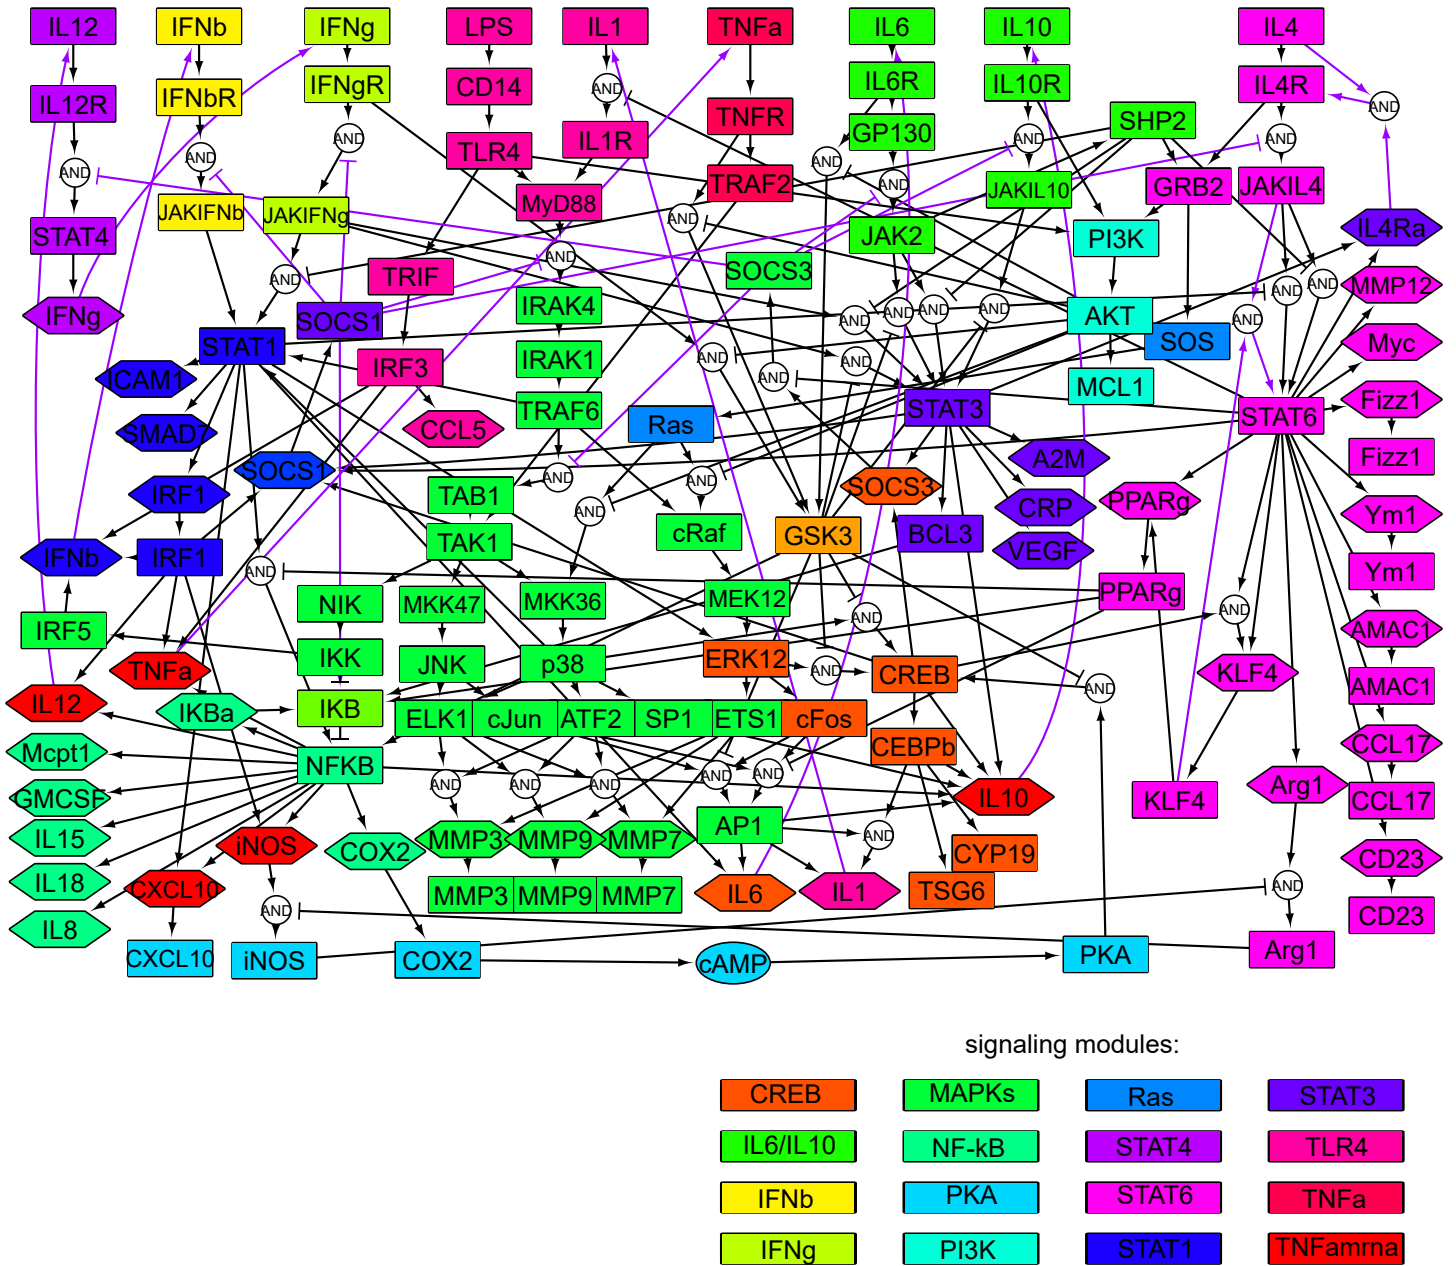 IL12 IFNb IFNg LPS IL1 TNFa IL6 IL10 IL4
IL12R IFNbR IFNgR CD14 AND TNFR IL6R IL10R IL4R AND
AND AND AND TLR4 IL1R TRAF2 AND GP130 AND SHP2 AND
STAT4 JAKIFNb JAKIFNg MyD88 AND AND JAKIL10 GRB2 JAKIL4
IL4Ra
AND TRIF AND SOCS3 JAK2 PI3K
IFNg SOCS1 IRAK4 AND AND AND AND AKT AND AND AND MMP12
STAT1 IRF3 IRAK1 AND AND AND SOS Myc
ICAM1 TRAF6 STAT3 MCL1 STAT6 Fizz1
SMAD7 CCL5 Ras A2M Fizz1
SOCS1 AND AND SOCS3
IRF1 TAB1 AND CRP PPARg Ym1
IFNb IRF1 AND TAK1 cRaf GSK3 BCL3 VEGF Ym1
IRF5 NIK MKK47 MKK36 MEK12 AND PPARg AND AMAC1
TNFa IKK JNK p38 ERK12 AND CREB AND KLF4 AMAC1
IL12 IKBa IKB ELK1 cJun ATF2 SP1 ETS1 cFos
Mcpt1 NFKB CEBPb CCL17
GMCSF AND AND AND AND AND IL10 KLF4 Arg1 CCL17
IL15 iNOS COX2 MMP3 MMP9 MMP7 AP1 AND CYP19 CD23
IL18 CXCL10 MMP3 MMP9 MMP7 IL6 IL1 TSG6 AND
IL8 AND CD23
CXCL10 iNOS COX2 cAMP PKA Arg1
signaling modules:
CREB MAPKs Ras STAT3
IL6/IL10 NF-kB STAT4 TLR4
IFNb PKA STAT6 TNFa
IFNg PI3K STAT1 TNFamrna